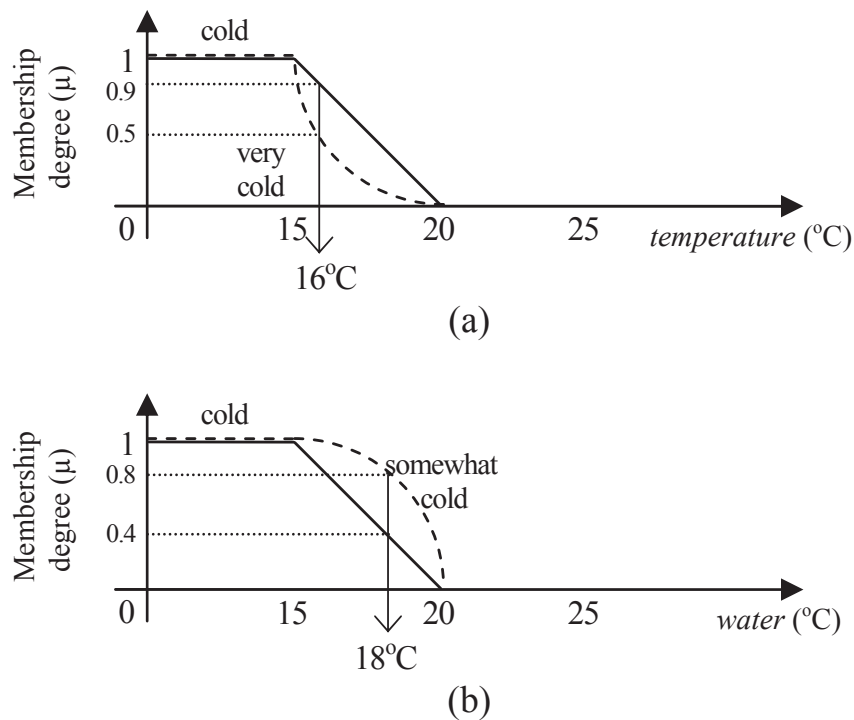 cold
Membership
degree (μ)
1
0.9
0.5
very
cold
0 15 20 25 temperature (°C)
16°C
(a)
cold
Membership
degree (μ)
1
0.8
0.4
somewhat
cold
0 15 20 25 water (°C)
18°C
(b)